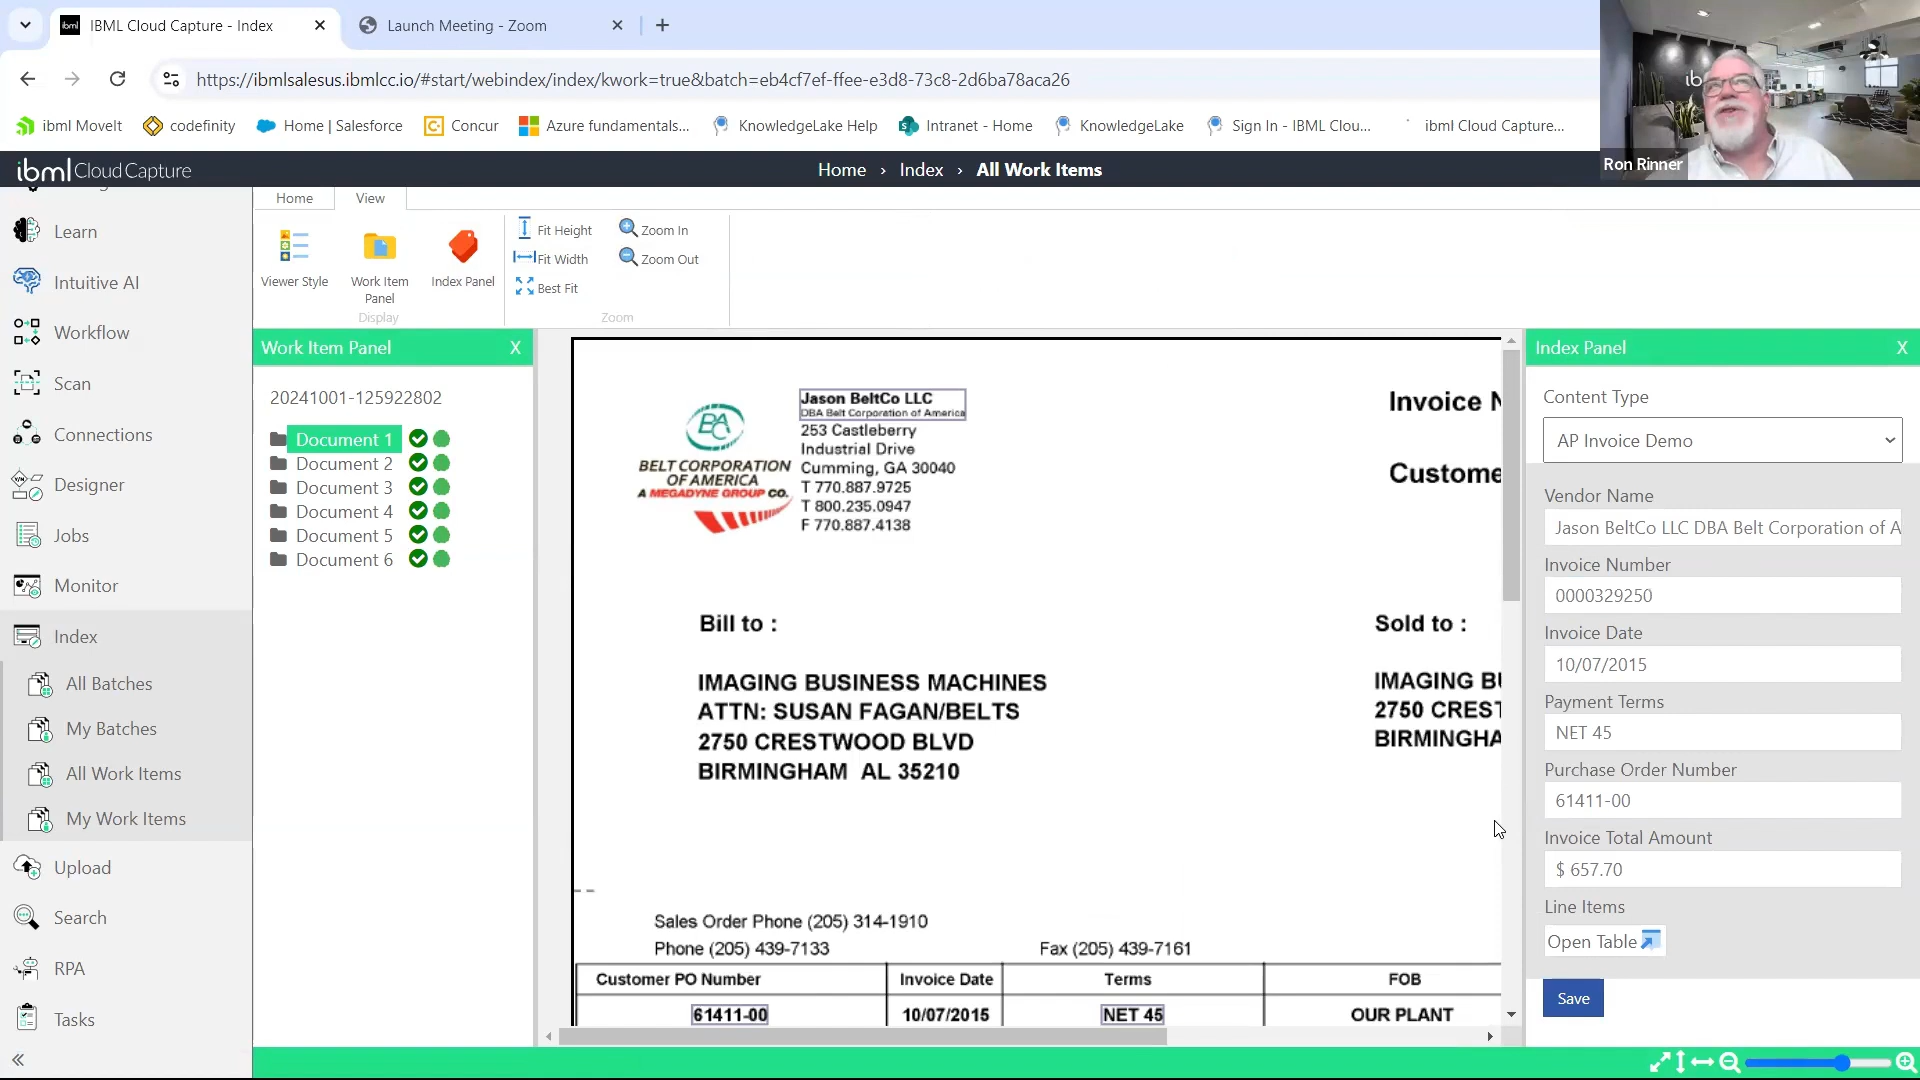 IBML Cloud Capture - Index
Launch Meeting - Zoom
https://ibmlsalesus.ibmlcc.io/#start/webindex/index/kwork=true&batch=eb4cf7ef-ffee-e3d8-73c8-2d6ba78aca26
ibml MoveIt
codefinity
Home | Salesforce
Concur
Azure fundamentals...
KnowledgeLake Help
Intranet - Home
KnowledgeLake
Sign In - IBML Clou...
ibml Cloud Capture...
Ron Rinner
ibml Cloud Capture
Home › Index › All Work Items
Learn
Intuitive AI
Workflow
Scan
Connections
Designer
Jobs
Monitor
Index
All Batches
My Batches
All Work Items
My Work Items
Upload
Search
RPA
Tasks
Home
View
Viewer Style
Work Item
Panel
Index Panel
Display
Fit Height
Fit Width
Best Fit
Zoom In
Zoom Out
Zoom
Work Item Panel X
20241001-125922802
Document 1
Document 2
Document 3
Document 4
Document 5
Document 6
BAC
BELT CORPORATION
OF AMERICA
A MEGADYNE GROUP CO.
Jason BeltCo LLC
DBA Belt Corporation of America
253 Castleberry
Industrial Drive
Cumming, GA 30040
T 770.887.9725
T 800.235.0947
F 770.887.4138
Invoice N
Custome
Bill to :
IMAGING BUSINESS MACHINES
ATTN: SUSAN FAGAN/BELTS
2750 CRESTWOOD BLVD
BIRMINGHAM AL 35210
Sold to :
IMAGING BU
2750 CREST
BIRMINGHA
Sales Order Phone (205) 314-1910
Phone (205) 439-7133
Fax (205) 439-7161
Customer PO Number Invoice Date Terms FOB
61411-00 10/07/2015 NET 45 OUR PLANT
Index Panel X
Content Type
AP Invoice Demo
Vendor Name
Jason BeltCo LLC DBA Belt Corporation of A
Invoice Number
0000329250
Invoice Date
10/07/2015
Payment Terms
NET 45
Purchase Order Number
61411-00
Invoice Total Amount
$ 657.70
Line Items
Open Table
Save